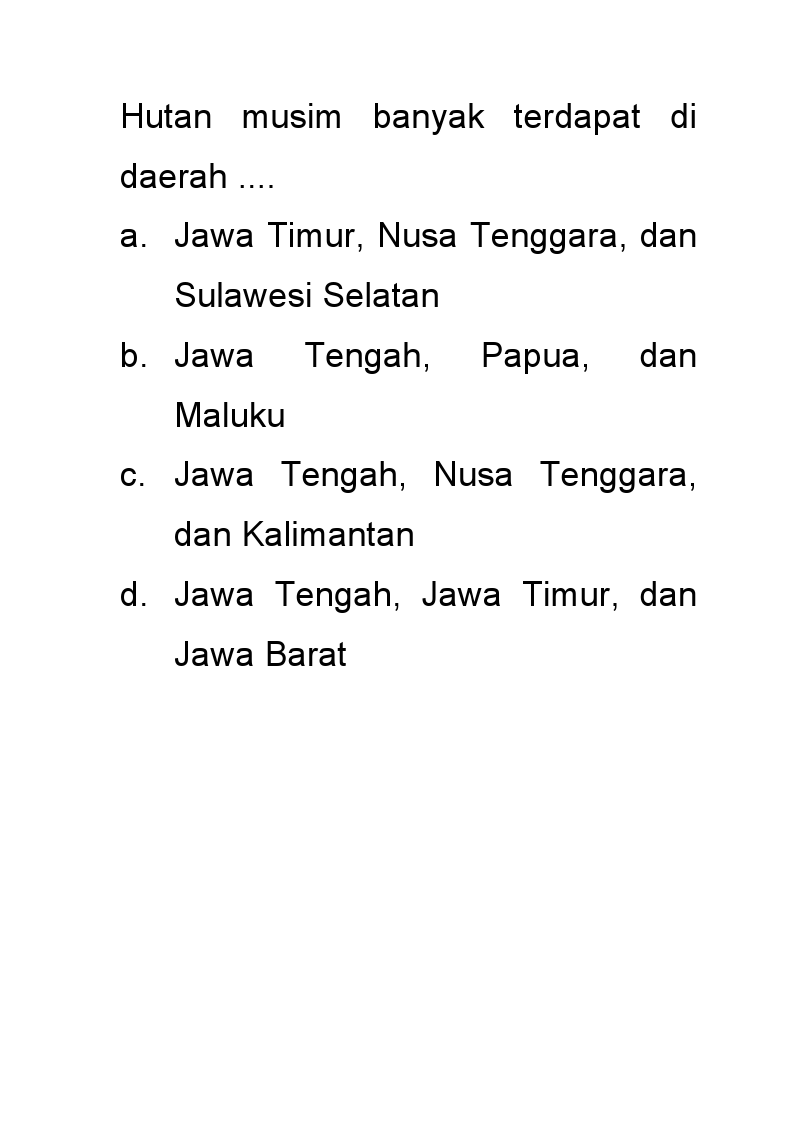 Hutan musim banyak terdapat di
daerah ....
a. Jawa Timur, Nusa Tenggara, dan
Sulawesi Selatan
b. Jawa Tengah, Papua, dan
Maluku
c. Jawa Tengah, Nusa Tenggara,
dan Kalimantan
d. Jawa Tengah, Jawa Timur, dan
Jawa Barat